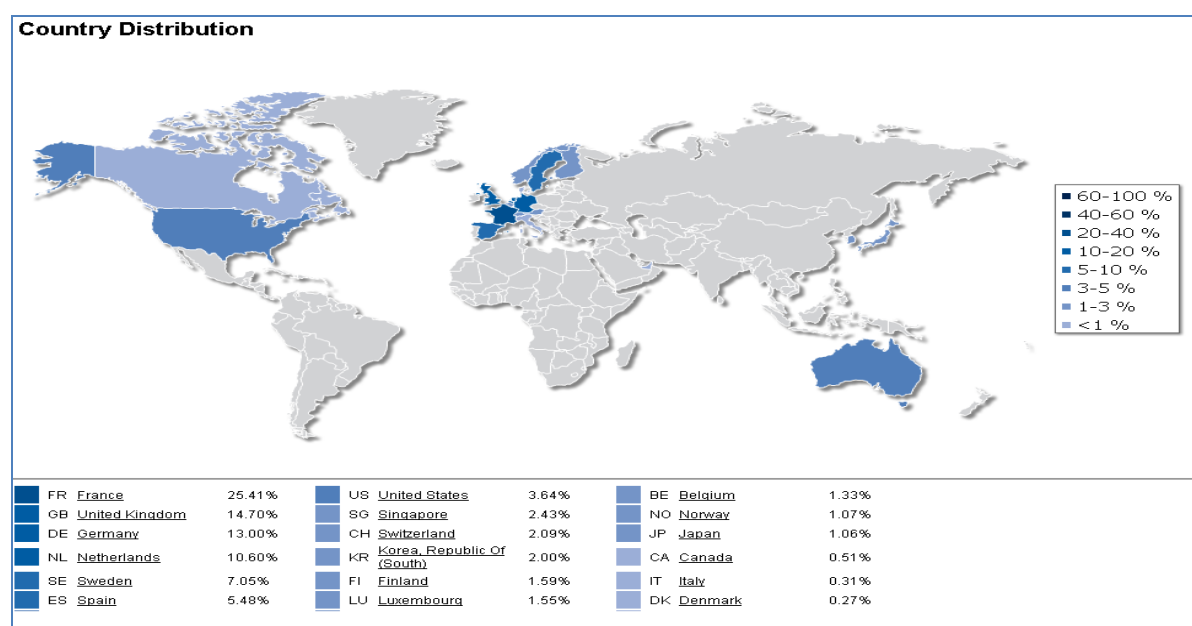 Country Distribution
60-100 %
40-60 %
20-40 %
10-20 %
5-10 %
3-5 %
1-3 %
<1 %
FR France 25.41%
GB United Kingdom 14.70%
DE Germany 13.00%
NL Netherlands 10.60%
SE Sweden 7.05%
ES Spain 5.48%
US United States 3.64%
SG Singapore 2.43%
CH Switzerland 2.09%
KR Korea, Republic Of (South) 2.00%
FI Finland 1.59%
LU Luxembourg 1.55%
BE Belgium 1.33%
NO Norway 1.07%
JP Japan 1.06%
CA Canada 0.51%
IT Italy 0.31%
DK Denmark 0.27%